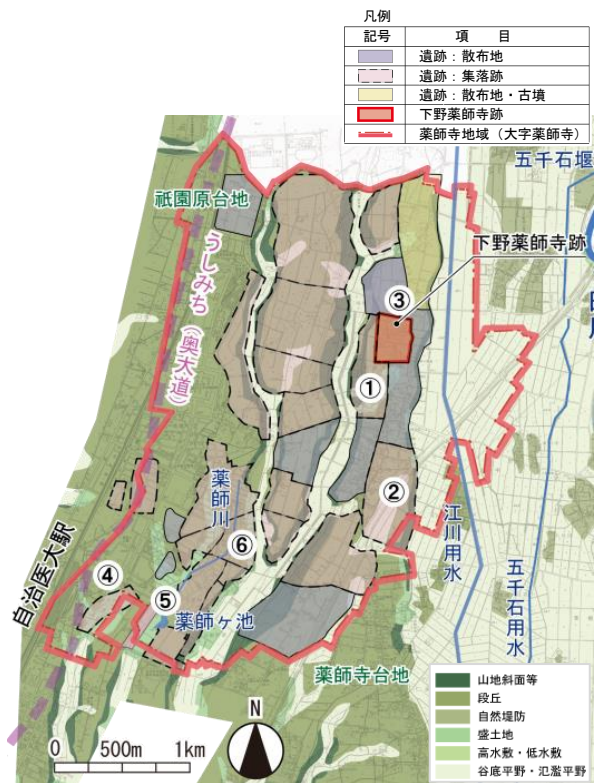 凡例
記号 項 目
遺跡：散布地
遺跡：集落跡
遺跡：散布地・古墳
下野薬師寺跡
薬師寺地域（大字薬師寺）
五千石堰
祇園原台地
うしみち（奥大道）
下野薬師寺跡
③
①
②
薬師川
江川用水
⑥
自治医大駅
④
⑤
五千石用水
薬師ヶ池
薬師寺台地
N
0 500m 1km
山地斜面等
段丘
自然堤防
盛土地
高水敷・低水敷
谷底平野・氾濫平野